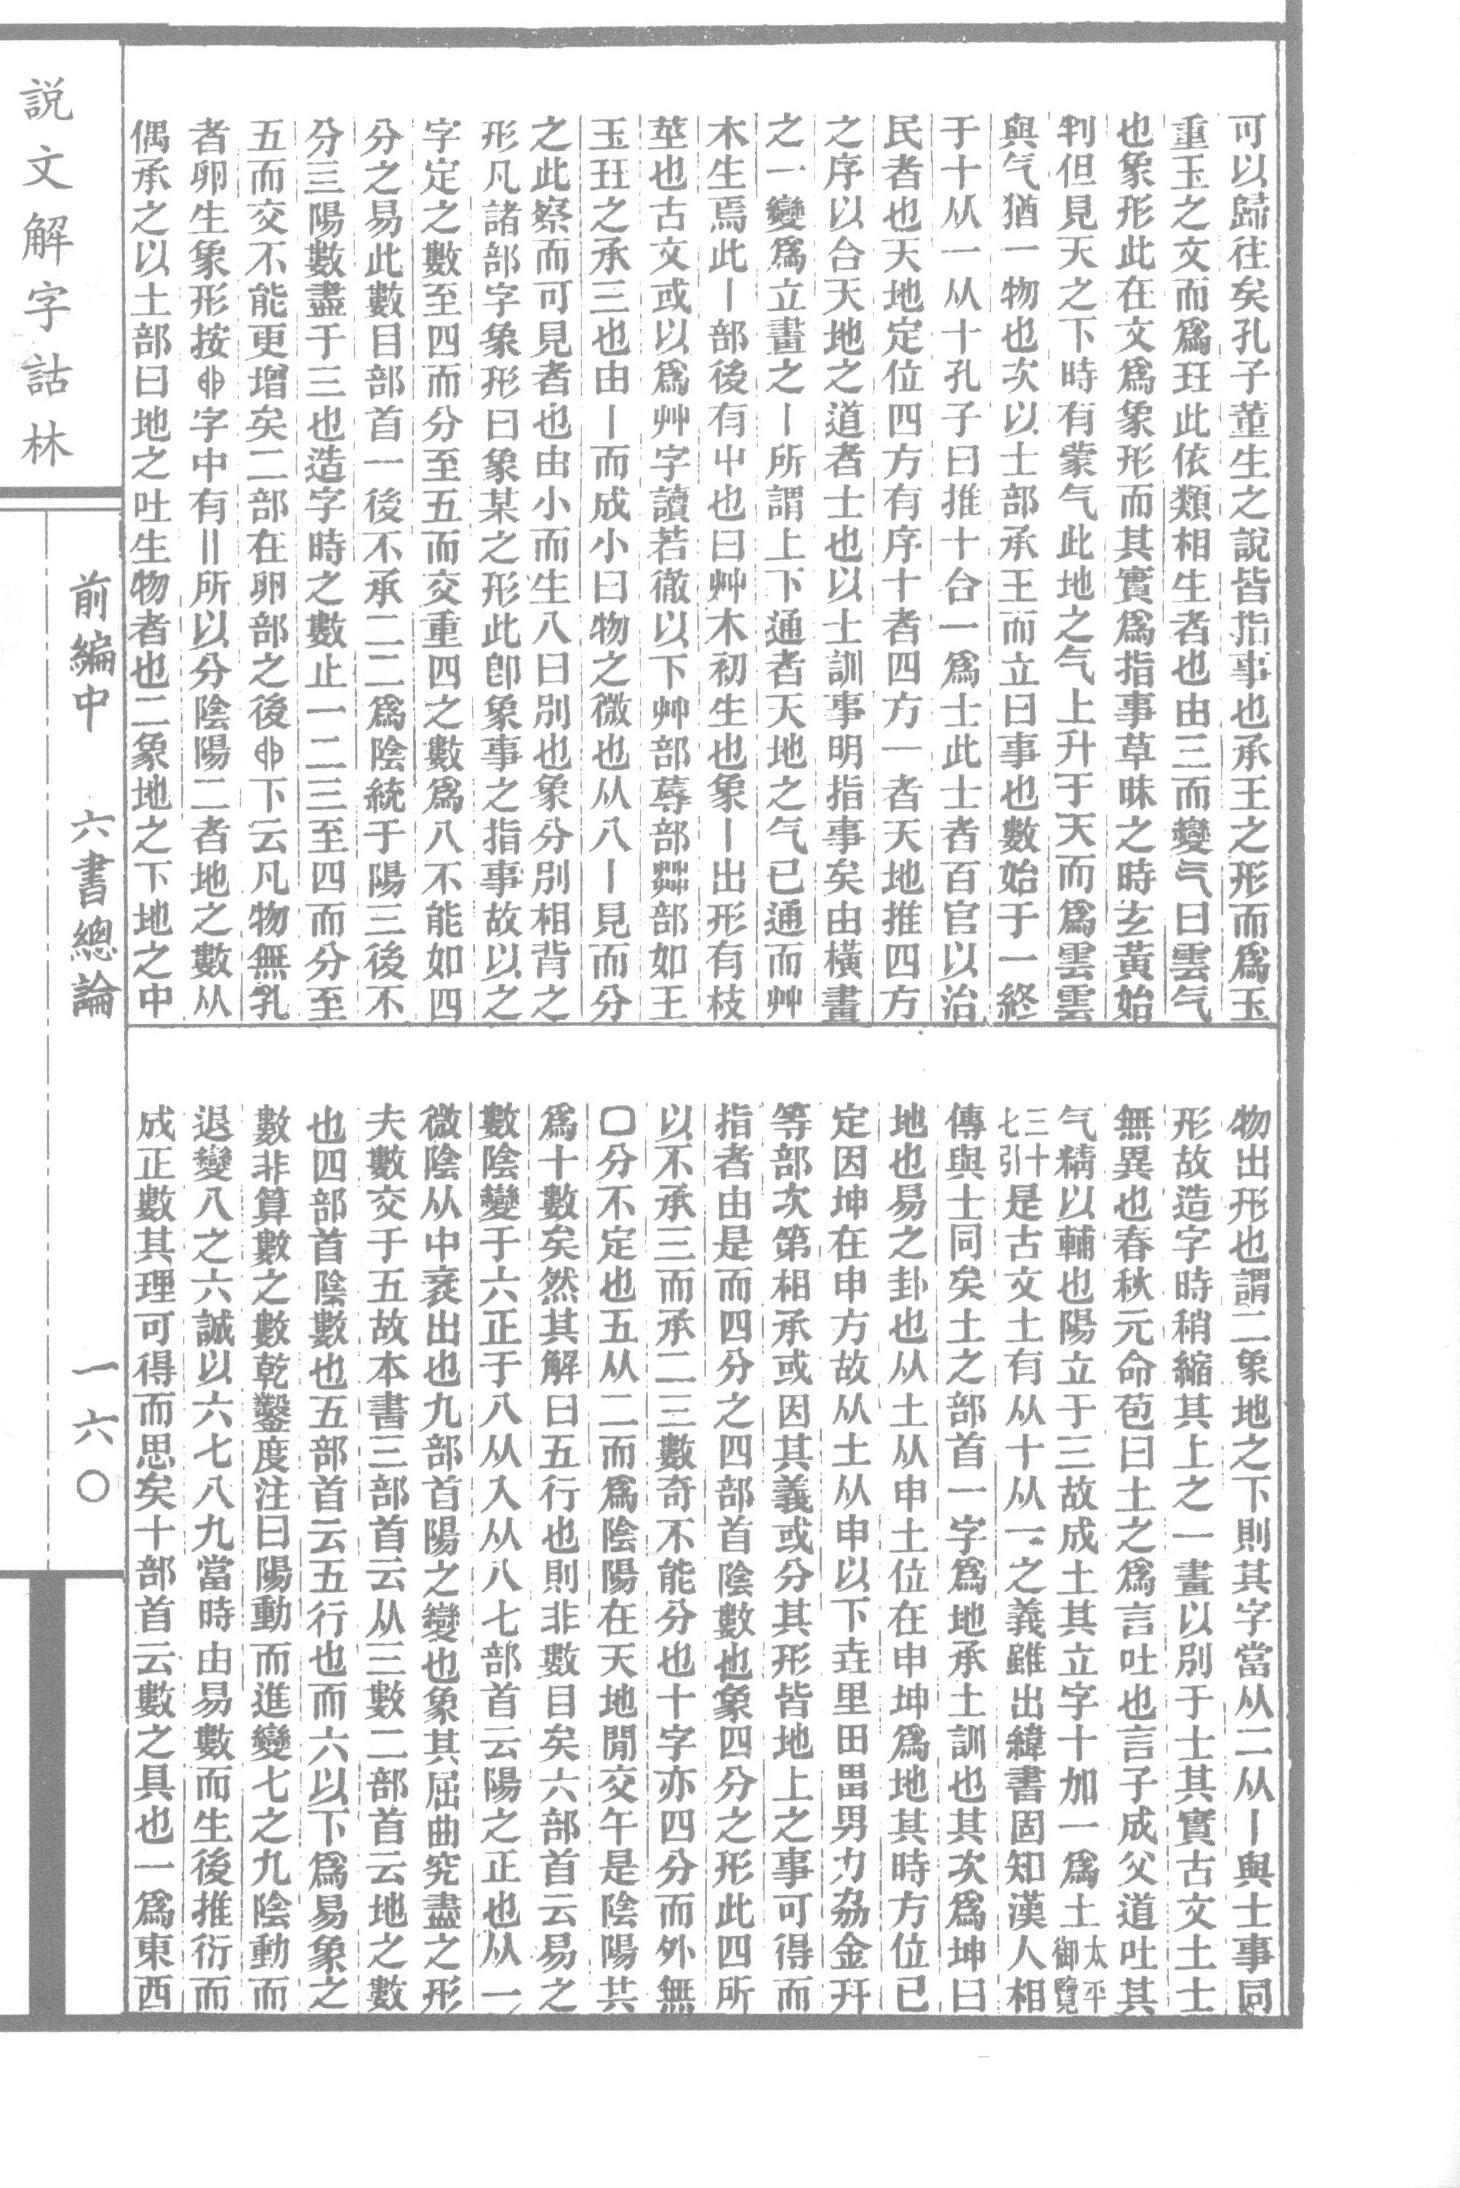 可以歸往矣孔子董生之說皆指事也承王之形而爲玉
重玉之文而爲玨此依類相生者也由三而變气曰雲气
也象形此在文爲象形而其實爲指事草昧之時玄黃始
判但見天之下時有蒙气此地之气上升于天而爲雲雲
與气猶一物也次以士部承王而立曰事也數始于一終
于十从一从十孔子曰推十合一爲士此士者百官以治
民者也天地定位四方有序十者四方一者天地推四方
之序以合天地之道者士也以士訓事明指事矣由橫畫
之一變爲立畫之丨所謂上下通者天地之气已通而艸
木生焉此丨部後有屮也曰艸木初生也象丨出形有枝
莖也古文或以爲艸字讀若徹以下艸部蓐部茻部如王
玉玨之承三也由丨而成小曰物之微也从八丨見而分
之此察而可見者也由小而生八曰別也象分別相背之
形凡諸部字象形曰象某之形此卽象事之指事故以之
字定之數至四而分至五而交重四之數爲八不能如四
分之易此數目部首一後不承二二爲陰統于陽三後不
分三陽數盡于三也造字時之數止一二三至四而分至
五而交不能更增矣二部在卵部之後卵下云凡物無乳
者卵生象形按卵字中有〢所以分陰陽二者地之數从
偶承之以土部曰地之吐生物者也二象地之下地之中
物出形也謂二象地之下則其字當从二从丨與士事同
形故造字時稍縮其上之一畫以別于士其實古文土士
無異也春秋元命苞曰土之爲言吐也言子成父道吐其
气精以輔也陽立于三故成土其立字十加一爲土太平御覽
三十七引是古文土有从十从一之義雖出緯書固知漢人相
傳與士同矣土之部首一字爲地承土訓也其次爲坤曰
地也易之卦也从土从申土位在申坤爲地其時方位已
定因坤在申方故从土从申以下垚里田畕男力劦金幵
等部次第相承或因其義或分其形皆地上之事可得而
指者由是而四分之四部首陰數也象四分之形此四所
以不承三而承二三數奇不能分也十字亦四分而外無
囗分不定也五从二而爲陰陽在天地閒交午是陰陽共
爲十數矣然其解曰五行也則非數目矣六部首云易之
數陰變于六正于八从入从八七部首云陽之正也从一
微陰从中衺出也九部首陽之變也象其屈曲究盡之形
夫數交于五故本書三部首云从三數二部首云地之數
也四部首陰數也五部首云五行也而六以下爲易象之
數非算數之數乾鑿度注曰陽動而進變七之九陰動而
退變八之六誠以六七八九當時由易數而生後推衍而
成正數其理可得而思矣十部首云數之具也一爲東西
說文解字詁林
前編中　六書總論
一六〇